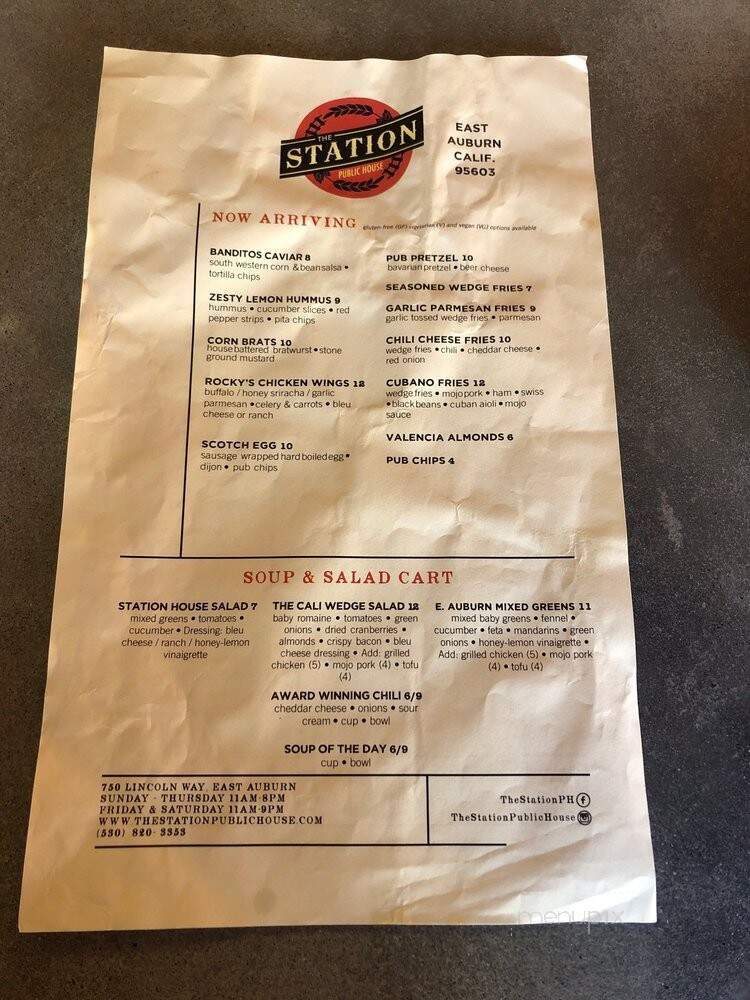 THE
STATION
PUBLIC HOUSE
EAST
AUBURN
CALIF.
95603
NOW ARRIVING
gluten-free (GF) vegetarian (V) and vegan (VG) options available
BANDITOS CAVIAR 8
south western corn & bean salsa •
tortilla chips
ZESTY LEMON HUMMUS 9
hummus • cucumber slices • red
pepper strips • pita chips
CORN BRATS 10
house battered bratwurst • stone
ground mustard
ROCKY'S CHICKEN WINGS 12
buffalo / honey sriracha / garlic
parmesan • celery & carrots • bleu
cheese or ranch
SCOTCH EGG 10
sausage wrapped hard boiled egg •
dijon • pub chips
PUB PRETZEL 10
bavarian pretzel • beer cheese
SEASONED WEDGE FRIES 7
GARLIC PARMESAN FRIES 9
garlic tossed wedge fries • parmesan
CHILI CHEESE FRIES 10
wedge fries • chili • cheddar cheese •
red onion
CUBANO FRIES 12
wedge fries • mojo pork • ham • swiss
• black beans • cuban aioli • mojo
sauce
VALENCIA ALMONDS 6
PUB CHIPS 4
SOUP & SALAD CART
STATION HOUSE SALAD 7
mixed greens • tomatoes •
cucumber • Dressing: bleu
cheese / ranch / honey-lemon
vinaigrette
THE CALI WEDGE SALAD 12
baby romaine • tomatoes • green
onions • dried cranberries •
almonds • crispy bacon • bleu
cheese dressing • Add: grilled
chicken (5) • mojo pork (4) • tofu
(4)
E. AUBURN MIXED GREENS 11
mixed baby greens • fennel •
cucumber • feta • mandarins • green
onions • honey-lemon vinaigrette •
Add: grilled chicken (5) • mojo pork
(4) • tofu (4)
AWARD WINNING CHILI 6/9
cheddar cheese • onions • sour
cream • cup • bowl
SOUP OF THE DAY 6/9
cup • bowl
750 LINCOLN WAY, EAST AUBURN
SUNDAY - THURSDAY 11AM-8PM
FRIDAY & SATURDAY 11AM-9PM
WWW.THESTATIONPUBLICHOUSE.COM
(530) 820-3353
TheStationPH
TheStationPublicHouse
menupix